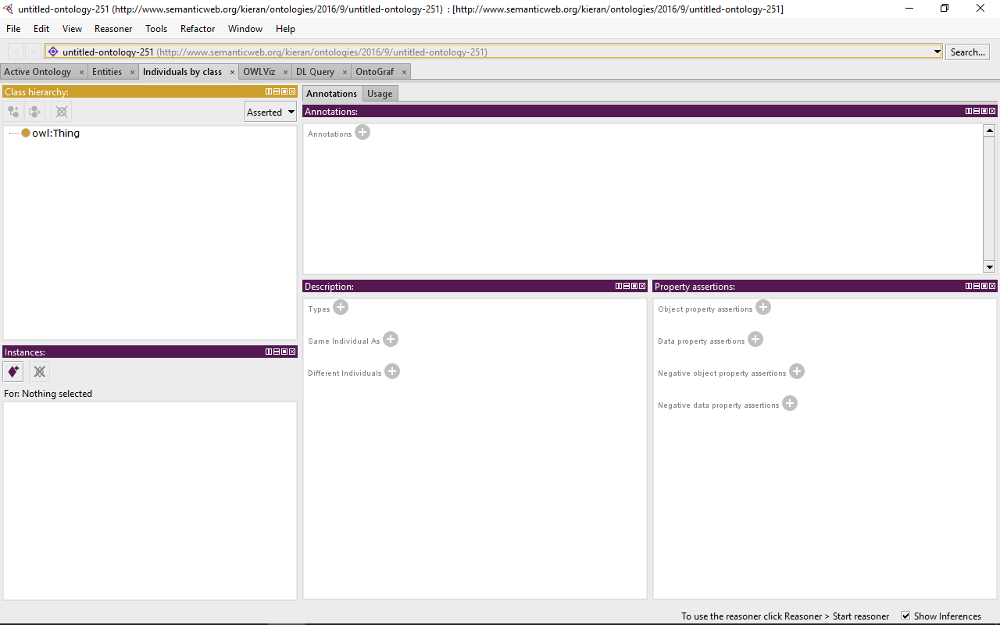 untitled-ontology-251 (http://www.semanticweb.org/kieran/ontologies/2016/9/untitled-ontology-251) : [http://www.semanticweb.org/kieran/ontologies/2016/9/untitled-ontology-251]
File Edit View Reasoner Tools Refactor Window Help
untitled-ontology-251 (http://www.semanticweb.org/kieran/ontologies/2016/9/untitled-ontology-251)
Search...
Active Ontology × Entities × Individuals by class × OWLViz × DL Query × OntoGraf ×
Class hierarchy:
Asserted
owl:Thing
Instances:
For: Nothing selected
Annotations Usage
Annotations:
Annotations
Description:
Types
Same Individual As
Different Individuals
Property assertions:
Object property assertions
Data property assertions
Negative object property assertions
Negative data property assertions
To use the reasoner click Reasoner > Start reasoner
Show Inferences